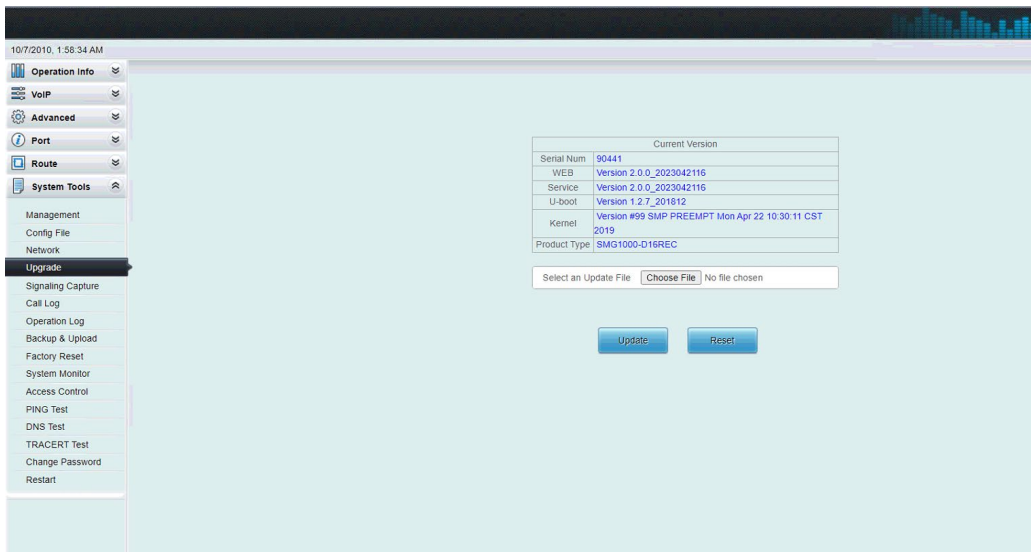 10/7/2010, 1:58:34 AM
Operation Info
VoIP
Advanced
Port
Route
System Tools
Management
Config File
Network
Upgrade
Signaling Capture
Call Log
Operation Log
Backup & Upload
Factory Reset
System Monitor
Access Control
PING Test
DNS Test
TRACERT Test
Change Password
Restart
Current Version
Serial Num 90441
WEB Version 2.0.0_2023042116
Service Version 2.0.0_2023042116
U-boot Version 1.2.7_201812
Kernel Version #99 SMP PREEMPT Mon Apr 22 10:30:11 CST
2019
Product Type SMG1000-D16REC
Select an Update File Choose File No file chosen
Update Reset